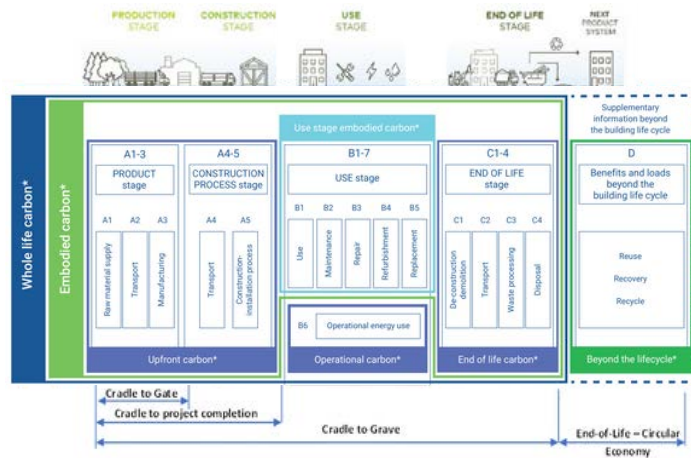 PRODUCTION
STAGE
CONSTRUCTION
STAGE
USE
STAGE
END OF LIFE
STAGE
NEXT
PRODUCT
SYSTEM
Whole life carbon*
Embodied carbon*
Use stage embodied carbon*
Supplementary
information beyond
the building life cycle
A1-3
PRODUCT
stage
A1
A2
A3
Raw material supply
Transport
Manufacturing
A4-5
CONSTRUCTION
PROCESS stage
A4
A5
Transport
Construction-
installation process
Upfront carbon*
B1-7
USE stage
B1
B2
B3
B4
B5
Use
Maintenance
Repair
Refurbishment
Replacement
B6
Operational energy use
Operational carbon*
C1-4
END OF LIFE
stage
C1
C2
C3
C4
De-construction
demolition
Transport
Waste processing
Disposal
End of life carbon*
D
Benefits and loads
beyond the
building life cycle
Reuse
Recovery
Recycle
Beyond the lifecycle*
Cradle to Gate
Cradle to project completion
Cradle to Grave
End-of-Life = Circular
Economy